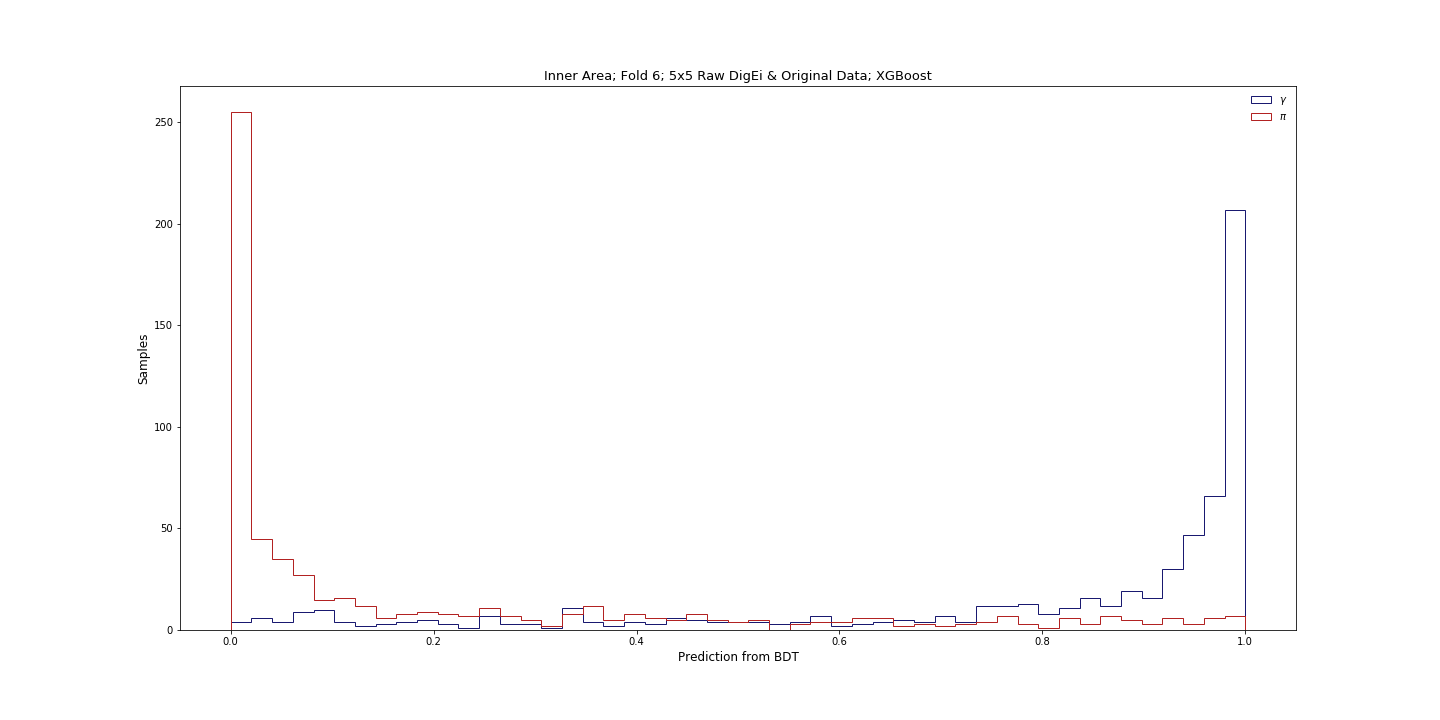 Inner Area; Fold 6; 5x5 Raw DigEi & Original Data; XGBoost
γ
π
250
200
150
100
50
0
Samples
0.0 0.2 0.4 0.6 0.8 1.0
Prediction from BDT